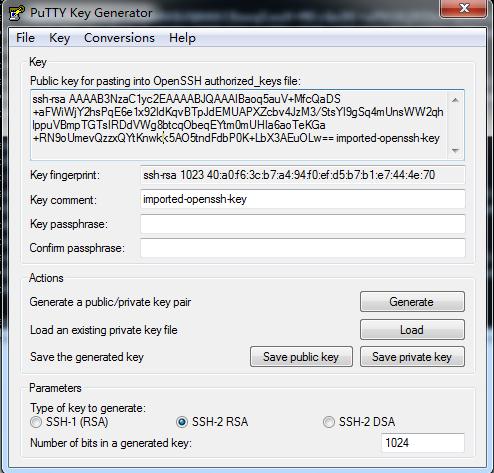 PuTTY Key Generator
File Key Conversions Help
Key
Public key for pasting into OpenSSH authorized_keys file:
ssh-rsa AAAAB3NzaC1yc2EAAAABJQAAAIBaoq5auV+MfcQaDS
+aFWiWjY2hsPqE6e1x92IdKqvBTpJdEMUAPXZcbv4JzM3/StsYl9gSq4mUnsWW2qh
lppuVBmpTGTsIRDdVWg8btcqObeqEYtm0mUHIa6aoTeKGa
+RN9oUmevQzzxQYtKnwkk5AO5tndFdbP0K+LbX3AEuOLw== imported-openssh-key
Key fingerprint: ssh-rsa 1023 40:a0:f6:3c:b7:a4:94:f0:ef:d5:b7:b1:e7:44:4e:70
Key comment: imported-openssh-key
Key passphrase:
Confirm passphrase:
Actions
Generate a public/private key pair Generate
Load an existing private key file Load
Save the generated key Save public key Save private key
Parameters
Type of key to generate:
SSH-1 (RSA) SSH-2 RSA SSH-2 DSA
Number of bits in a generated key: 1024